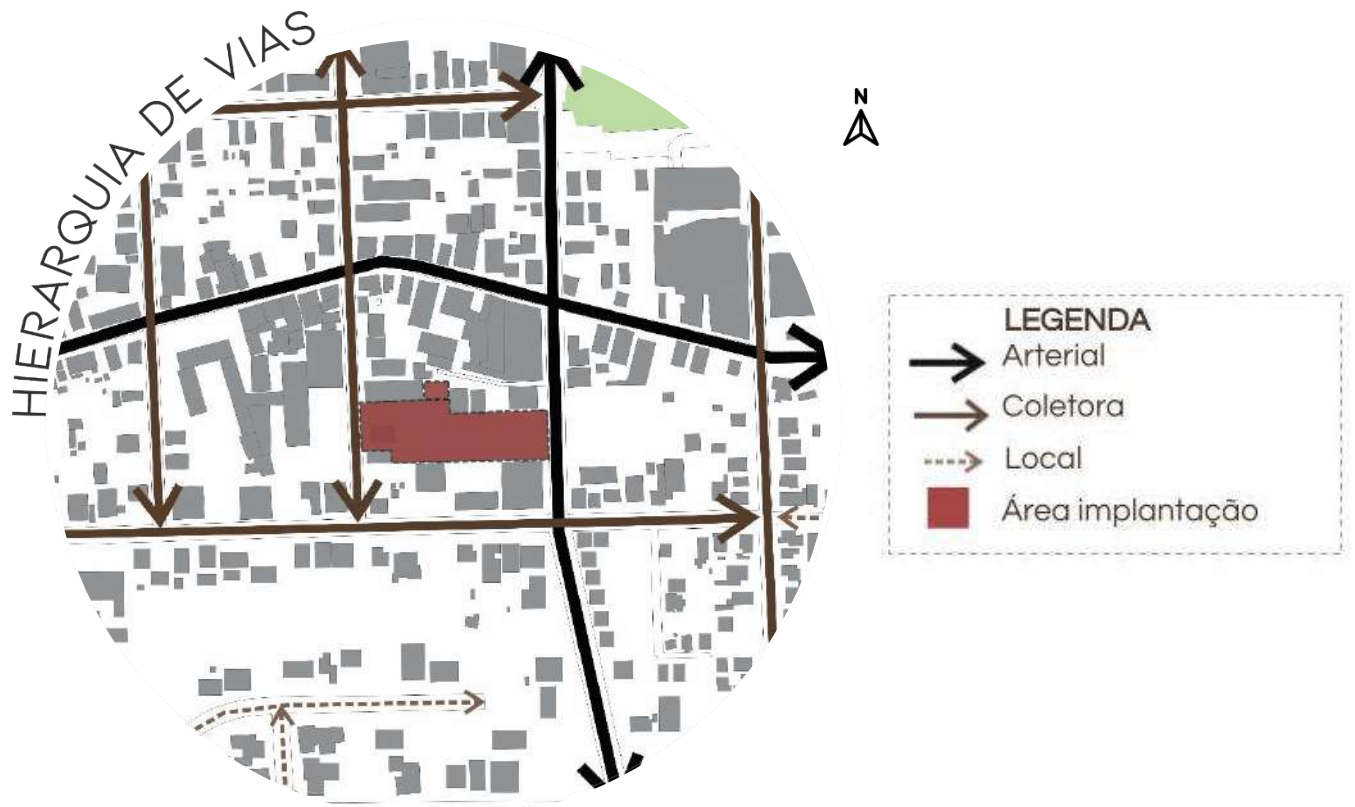 HIERARQUIA DE VIAS
N
LEGENDA
Arterial
Coletora
Local
Área implantação